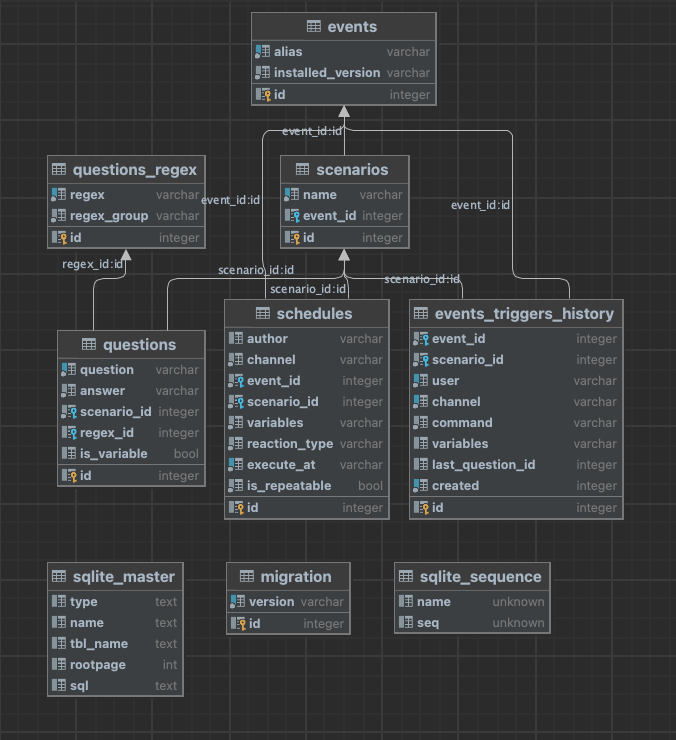 events
alias varchar
installed_version varchar
id integer
event_id:id
questions_regex
regex varchar
regex_group varchar
id integer
scenarios
name varchar
event_id integer
id integer
event_id:id
event_id:id
regex_id:id
scenario_id:id
scenario_id:id
scenario_id:id
questions
question varchar
answer varchar
scenario_id integer
regex_id integer
is_variable bool
id integer
schedules
author varchar
channel varchar
event_id integer
scenario_id integer
variables varchar
reaction_type varchar
execute_at varchar
is_repeatable bool
id integer
events_triggers_history
event_id integer
scenario_id integer
user varchar
channel varchar
command varchar
variables varchar
last_question_id integer
created integer
id integer
sqlite_master
type text
name text
tbl_name text
rootpage int
sql text
migration
version varchar
id integer
sqlite_sequence
name unknown
seq unknown